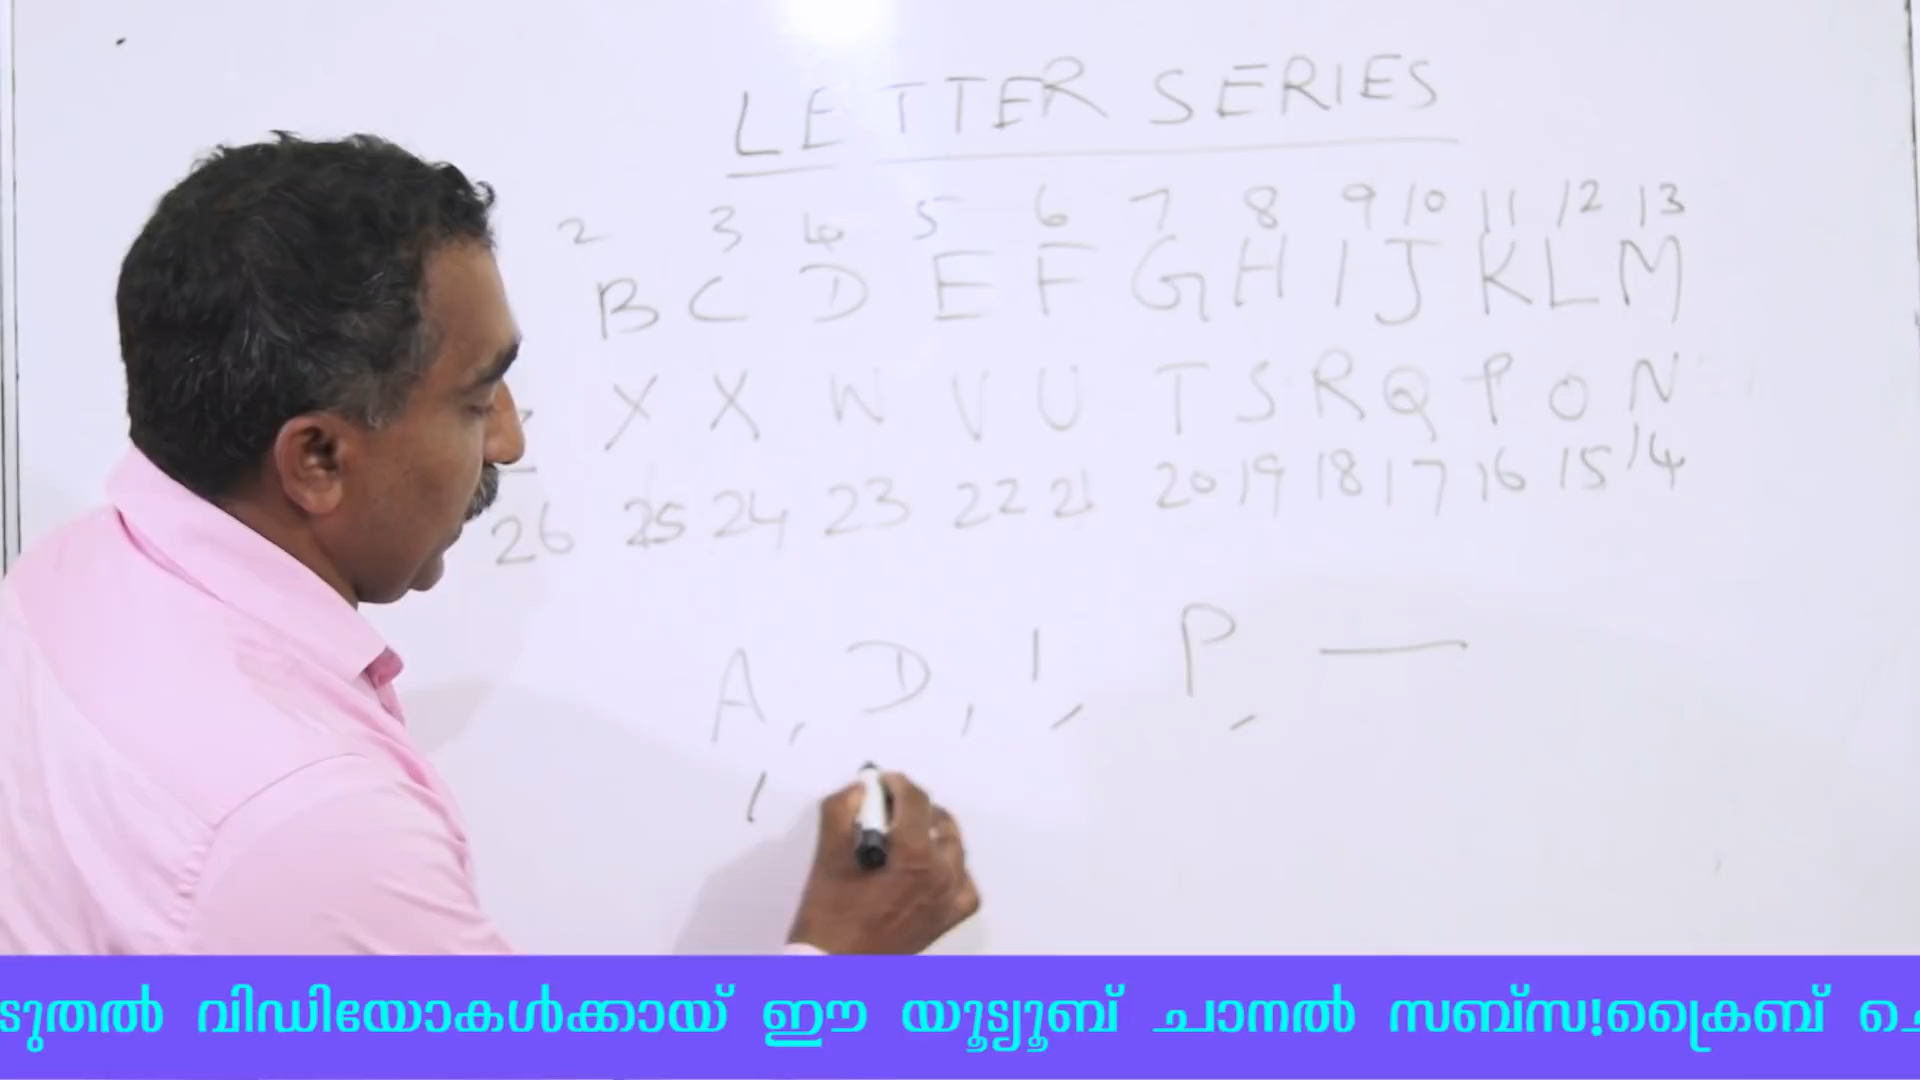 LETTER SERIES
2 3 4 5 6 7 8 9 10 11 12 13
B C D E F G H I J K L M
X X W V U T S R Q P O N
26 25 24 23 22 21 20 19 18 17 16 15 14
A, D, I, P, —
1
ടുതൽ വിഡിയോകൾക്കായ് ഈ യൂട്യൂബ് ചാനൽ സബ്സ!ക്രൈബ് ചെ